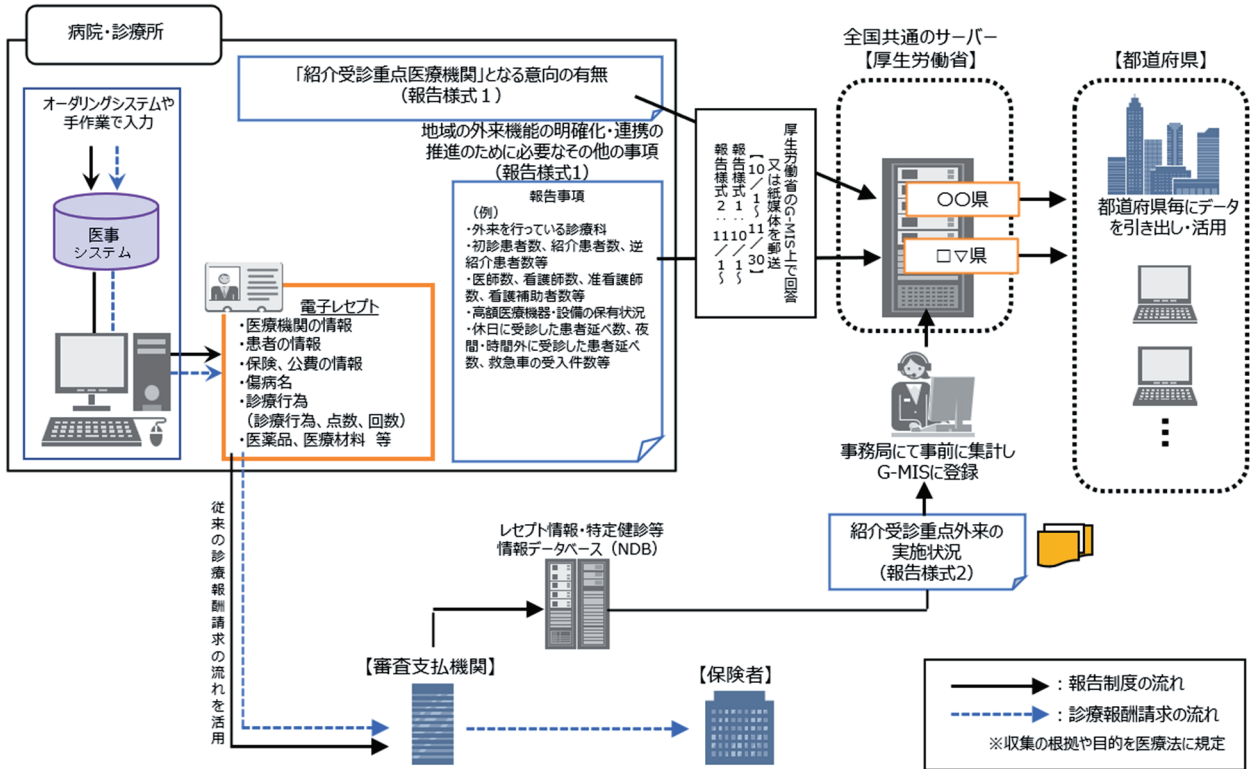 病院・診療所
オーダリングシステムや
手作業で入力
医事
システム
「紹介受診重点医療機関」となる意向の有無
(報告様式1)
地域の外来機能の明確化・連携の
推進のために必要なその他の事項
(報告様式1)
報告事項
(例)
・外来を行っている診療科
・初診患者数、紹介患者数、逆
紹介患者数等
・医師数、看護師数、准看護師
数、看護補助者数等
・高額医療機器・設備の保有状況
・休日に受診した患者延べ数、夜
間・時間外に受診した患者延べ
数、救急車の受入件数等
電子レセプト
・医療機関の情報
・患者の情報
・保険、公費の情報
・傷病名
・診療行為
(診療行為、点数、回数)
・医薬品、医療材料 等
厚生労働省のG-MIS上で回答
又は紙媒体を郵送
【10/1~11/30】
報告様式1:10/1~
報告様式2:11/1~
全国共通のサーバー
【厚生労働省】
○○県
□▽県
【都道府県】
都道府県毎にデータ
を引き出し・活用
事務局にて事前に集計し
G-MISに登録
紹介受診重点外来の
実施状況
(報告様式2)
レセプト情報・特定健診等
情報データベース(NDB)
従来の診療報酬請求の流れを活用
【審査支払機関】
【保険者】
:報告制度の流れ
:診療報酬請求の流れ
※収集の根拠や目的を医療法に規定